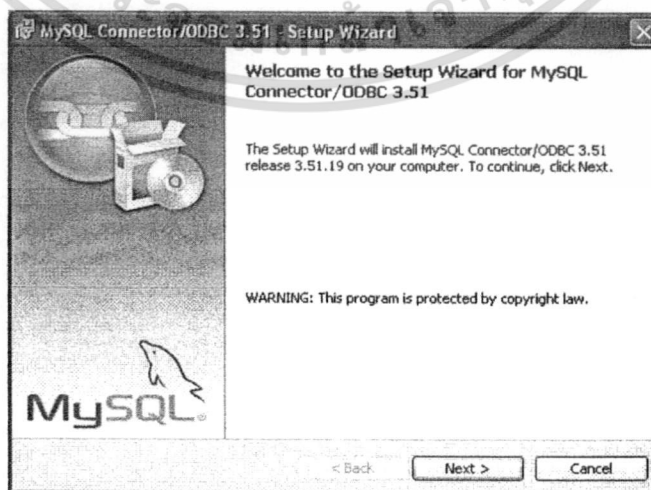 MySQL Connector/ODBC 3.51 - Setup Wizard
Welcome to the Setup Wizard for MySQL
Connector/ODBC 3.51
The Setup Wizard will install MySQL Connector/ODBC 3.51
release 3.51.19 on your computer. To continue, click Next.
WARNING: This program is protected by copyright law.
MySQL®
< Back Next > Cancel